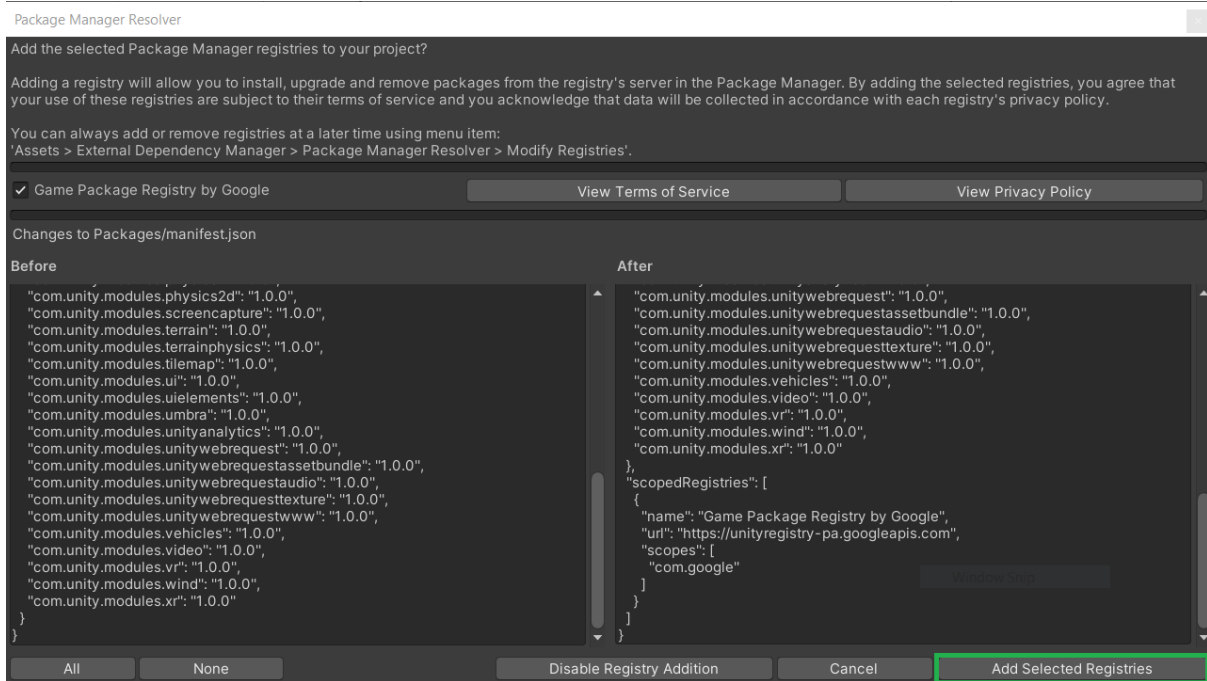 Package Manager Resolver
Add the selected Package Manager registries to your project?
Adding a registry will allow you to install, upgrade and remove packages from the registry's server in the Package Manager. By adding the selected registries, you agree that
your use of these registries are subject to their terms of service and you acknowledge that data will be collected in accordance with each registry's privacy policy.
You can always add or remove registries at a later time using menu item:
'Assets > External Dependency Manager > Package Manager Resolver > Modify Registries'.
Game Package Registry by Google
View Terms of Service
View Privacy Policy
Changes to Packages/manifest.json
Before
"com.unity.modules.physics2d": "1.0.0",
"com.unity.modules.screencapture": "1.0.0",
"com.unity.modules.terrain": "1.0.0",
"com.unity.modules.terrainphysics": "1.0.0",
"com.unity.modules.tilemap": "1.0.0",
"com.unity.modules.ui": "1.0.0",
"com.unity.modules.uielements": "1.0.0",
"com.unity.modules.umbra": "1.0.0",
"com.unity.modules.unityanalytics": "1.0.0",
"com.unity.modules.unitywebrequest": "1.0.0",
"com.unity.modules.unitywebrequestassetbundle": "1.0.0",
"com.unity.modules.unitywebrequestaudio": "1.0.0",
"com.unity.modules.unitywebrequesttexture": "1.0.0",
"com.unity.modules.unitywebrequestwww": "1.0.0",
"com.unity.modules.vehicles": "1.0.0",
"com.unity.modules.video": "1.0.0",
"com.unity.modules.vr": "1.0.0",
"com.unity.modules.wind": "1.0.0",
"com.unity.modules.xr": "1.0.0"
}
}
After
"com.unity.modules.unitywebrequest": "1.0.0",
"com.unity.modules.unitywebrequestassetbundle": "1.0.0",
"com.unity.modules.unitywebrequestaudio": "1.0.0",
"com.unity.modules.unitywebrequesttexture": "1.0.0",
"com.unity.modules.unitywebrequestwww": "1.0.0",
"com.unity.modules.vehicles": "1.0.0",
"com.unity.modules.video": "1.0.0",
"com.unity.modules.vr": "1.0.0",
"com.unity.modules.wind": "1.0.0",
"com.unity.modules.xr": "1.0.0"
},
"scopedRegistries": [
{
"name": "Game Package Registry by Google",
"url": "https://unityregistry-pa.googleapis.com",
"scopes": [
"com.google"
]
}
]
}
Window Snip
All
None
Disable Registry Addition
Cancel
Add Selected Registries